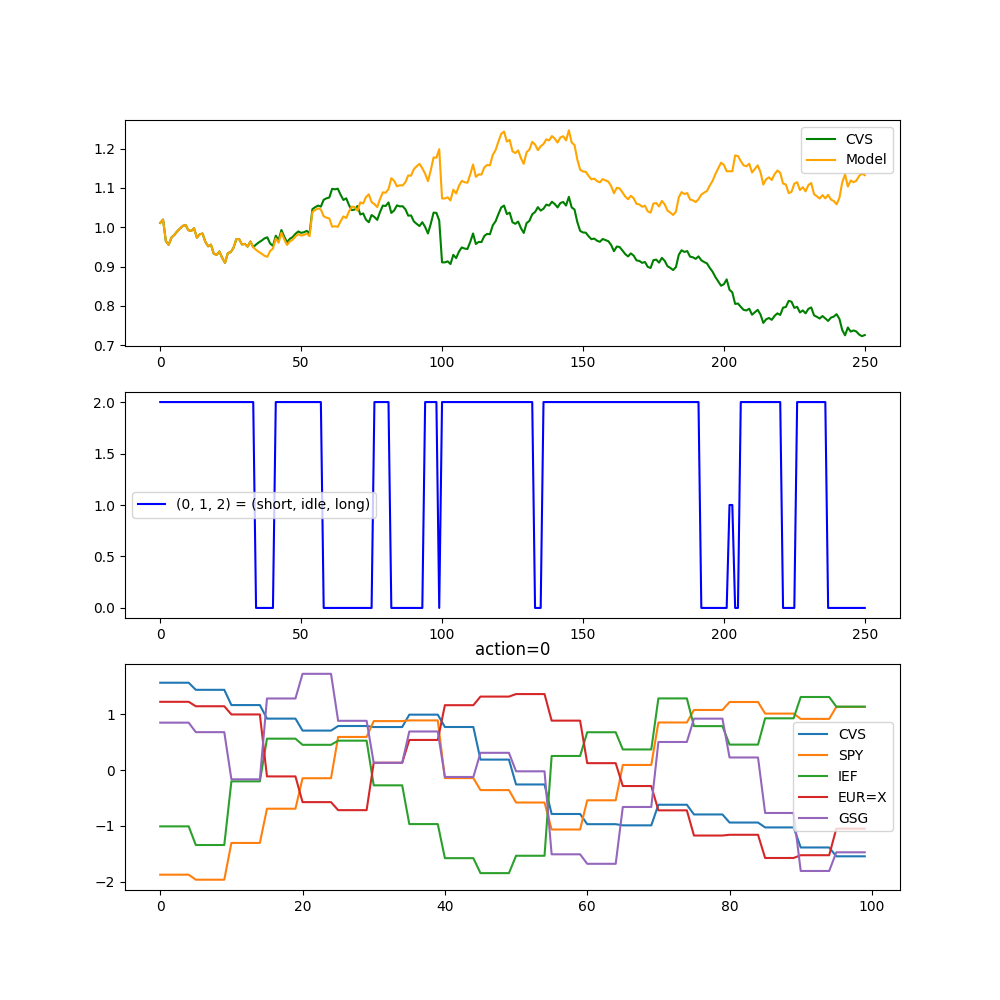 1.2
1.1
1.0
0.9
0.8
0.7
CVS
Model
0 50 100 150 200 250
2.0
1.5
1.0
0.5
0.0
(0, 1, 2) = (short, idle, long)
0 50 100 150 200 250
action=0
1
0
−1
−2
CVS
SPY
IEF
EUR=X
GSG
0 20 40 60 80 100